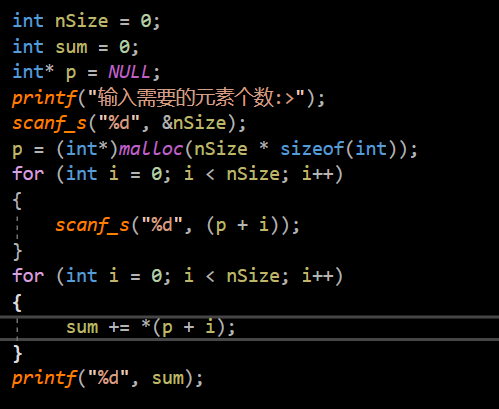 int nSize = 0;
int sum = 0;
int* p = NULL;
printf("输入需要的元素个数:>");
scanf_s("%d", &nSize);
p = (int*)malloc(nSize * sizeof(int));
for (int i = 0; i < nSize; i++)
{
    scanf_s("%d", (p + i));
}
for (int i = 0; i < nSize; i++)
{
    sum += *(p + i);
}
printf("%d", sum);